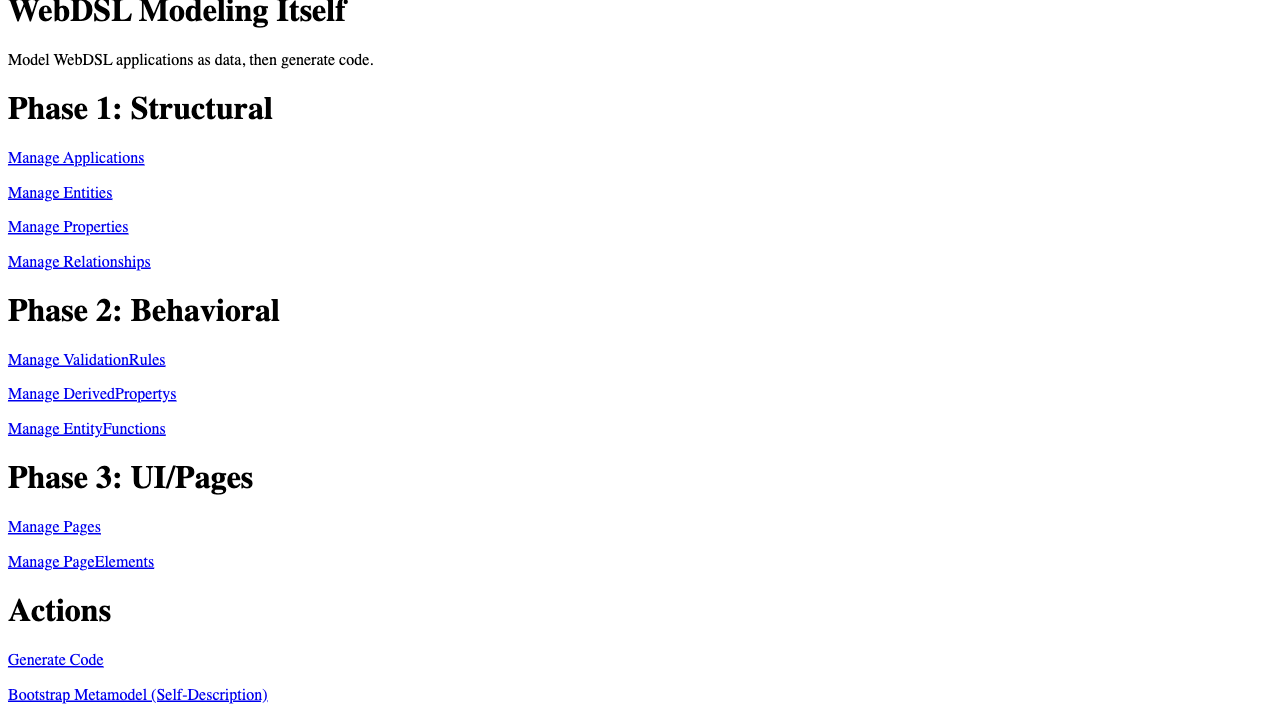 WebDSL Modeling Itself
Model WebDSL applications as data, then generate code.
Phase 1: Structural
Manage Applications
Manage Entities
Manage Properties
Manage Relationships
Phase 2: Behavioral
Manage ValidationRules
Manage DerivedPropertys
Manage EntityFunctions
Phase 3: UI/Pages
Manage Pages
Manage PageElements
Actions
Generate Code
Bootstrap Metamodel (Self-Description)